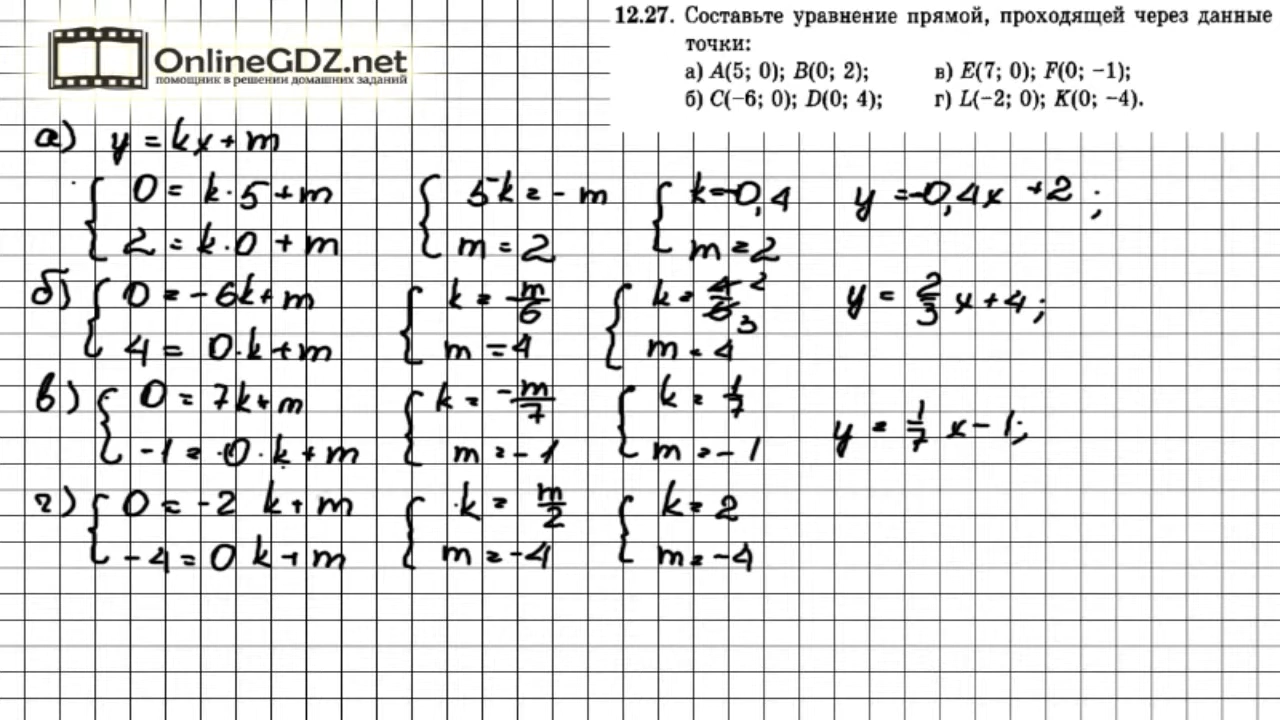 12.27. Составьте уравнение прямой, проходящей через данные
точки:
а) A(5; 0); B(0; 2); в) E(7; 0); F(0; −1);
б) C(−6; 0); D(0; 4); г) L(−2; 0); K(0; −4).
OnlineGDZ.net
помощник в решении домашних заданий
а) y = kx + m
0 = k·5 + m 5k = −m k=−0,4 y =−0,4x +2 ;
2 = k·0 + m m = 2 m = 2
б) 0 = −6k + m k = m/6 k = 4/6 2 3 y = 2/3 x + 4 ;
4 = 0·k + m m = 4 m = 4
в) 0 = 7k + m k = −m/7 k = 1/7 y = 1/7 x − 1;
−1 = 0·k + m m = −1 m = −1
г) 0 = −2 k + m k = m/2 k = 2
−4 = 0 k + m m = −4 m = −4